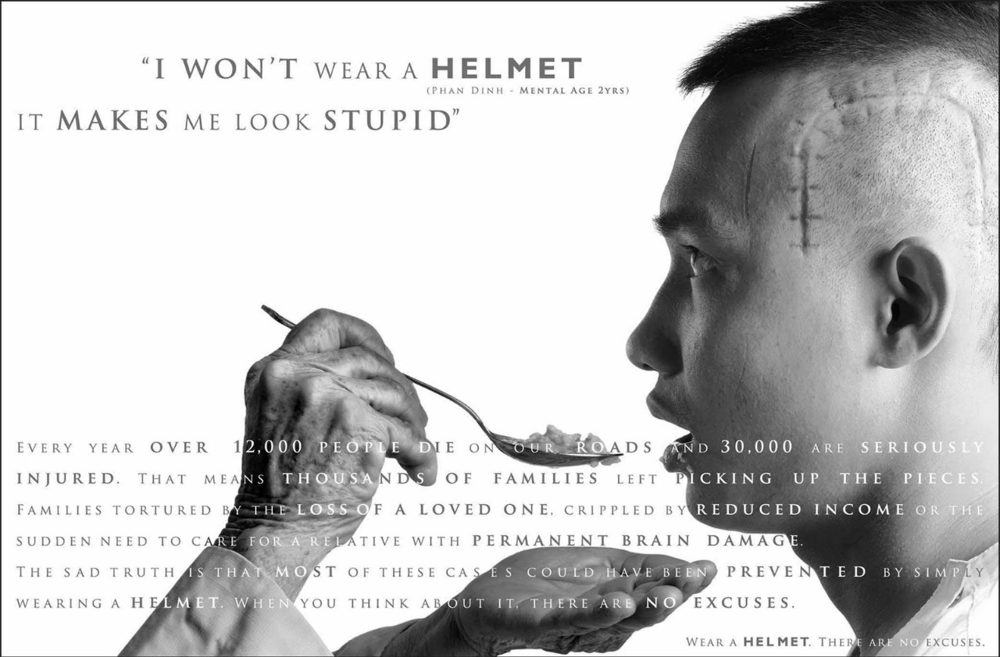 “I WON’T WEAR A HELMET
(PHAN DINH - MENTAL AGE 2YRS)
IT MAKES ME LOOK STUPID”
EVERY YEAR OVER 12,000 PEOPLE DIE ON OUR ROADS AND 30,000 ARE SERIOUSLY
INJURED. THAT MEANS THOUSANDS OF FAMILIES LEFT PICKING UP THE PIECES.
FAMILIES TORTURED BY THE LOSS OF A LOVED ONE, CRIPPLED BY REDUCED INCOME OR THE
SUDDEN NEED TO CARE FOR A RELATIVE WITH PERMANENT BRAIN DAMAGE.
THE SAD TRUTH IS THAT MOST OF THESE CASES COULD HAVE BEEN PREVENTED BY SIMPLY
WEARING A HELMET. WHEN YOU THINK ABOUT IT, THERE ARE NO EXCUSES.
WEAR A HELMET. THERE ARE NO EXCUSES.